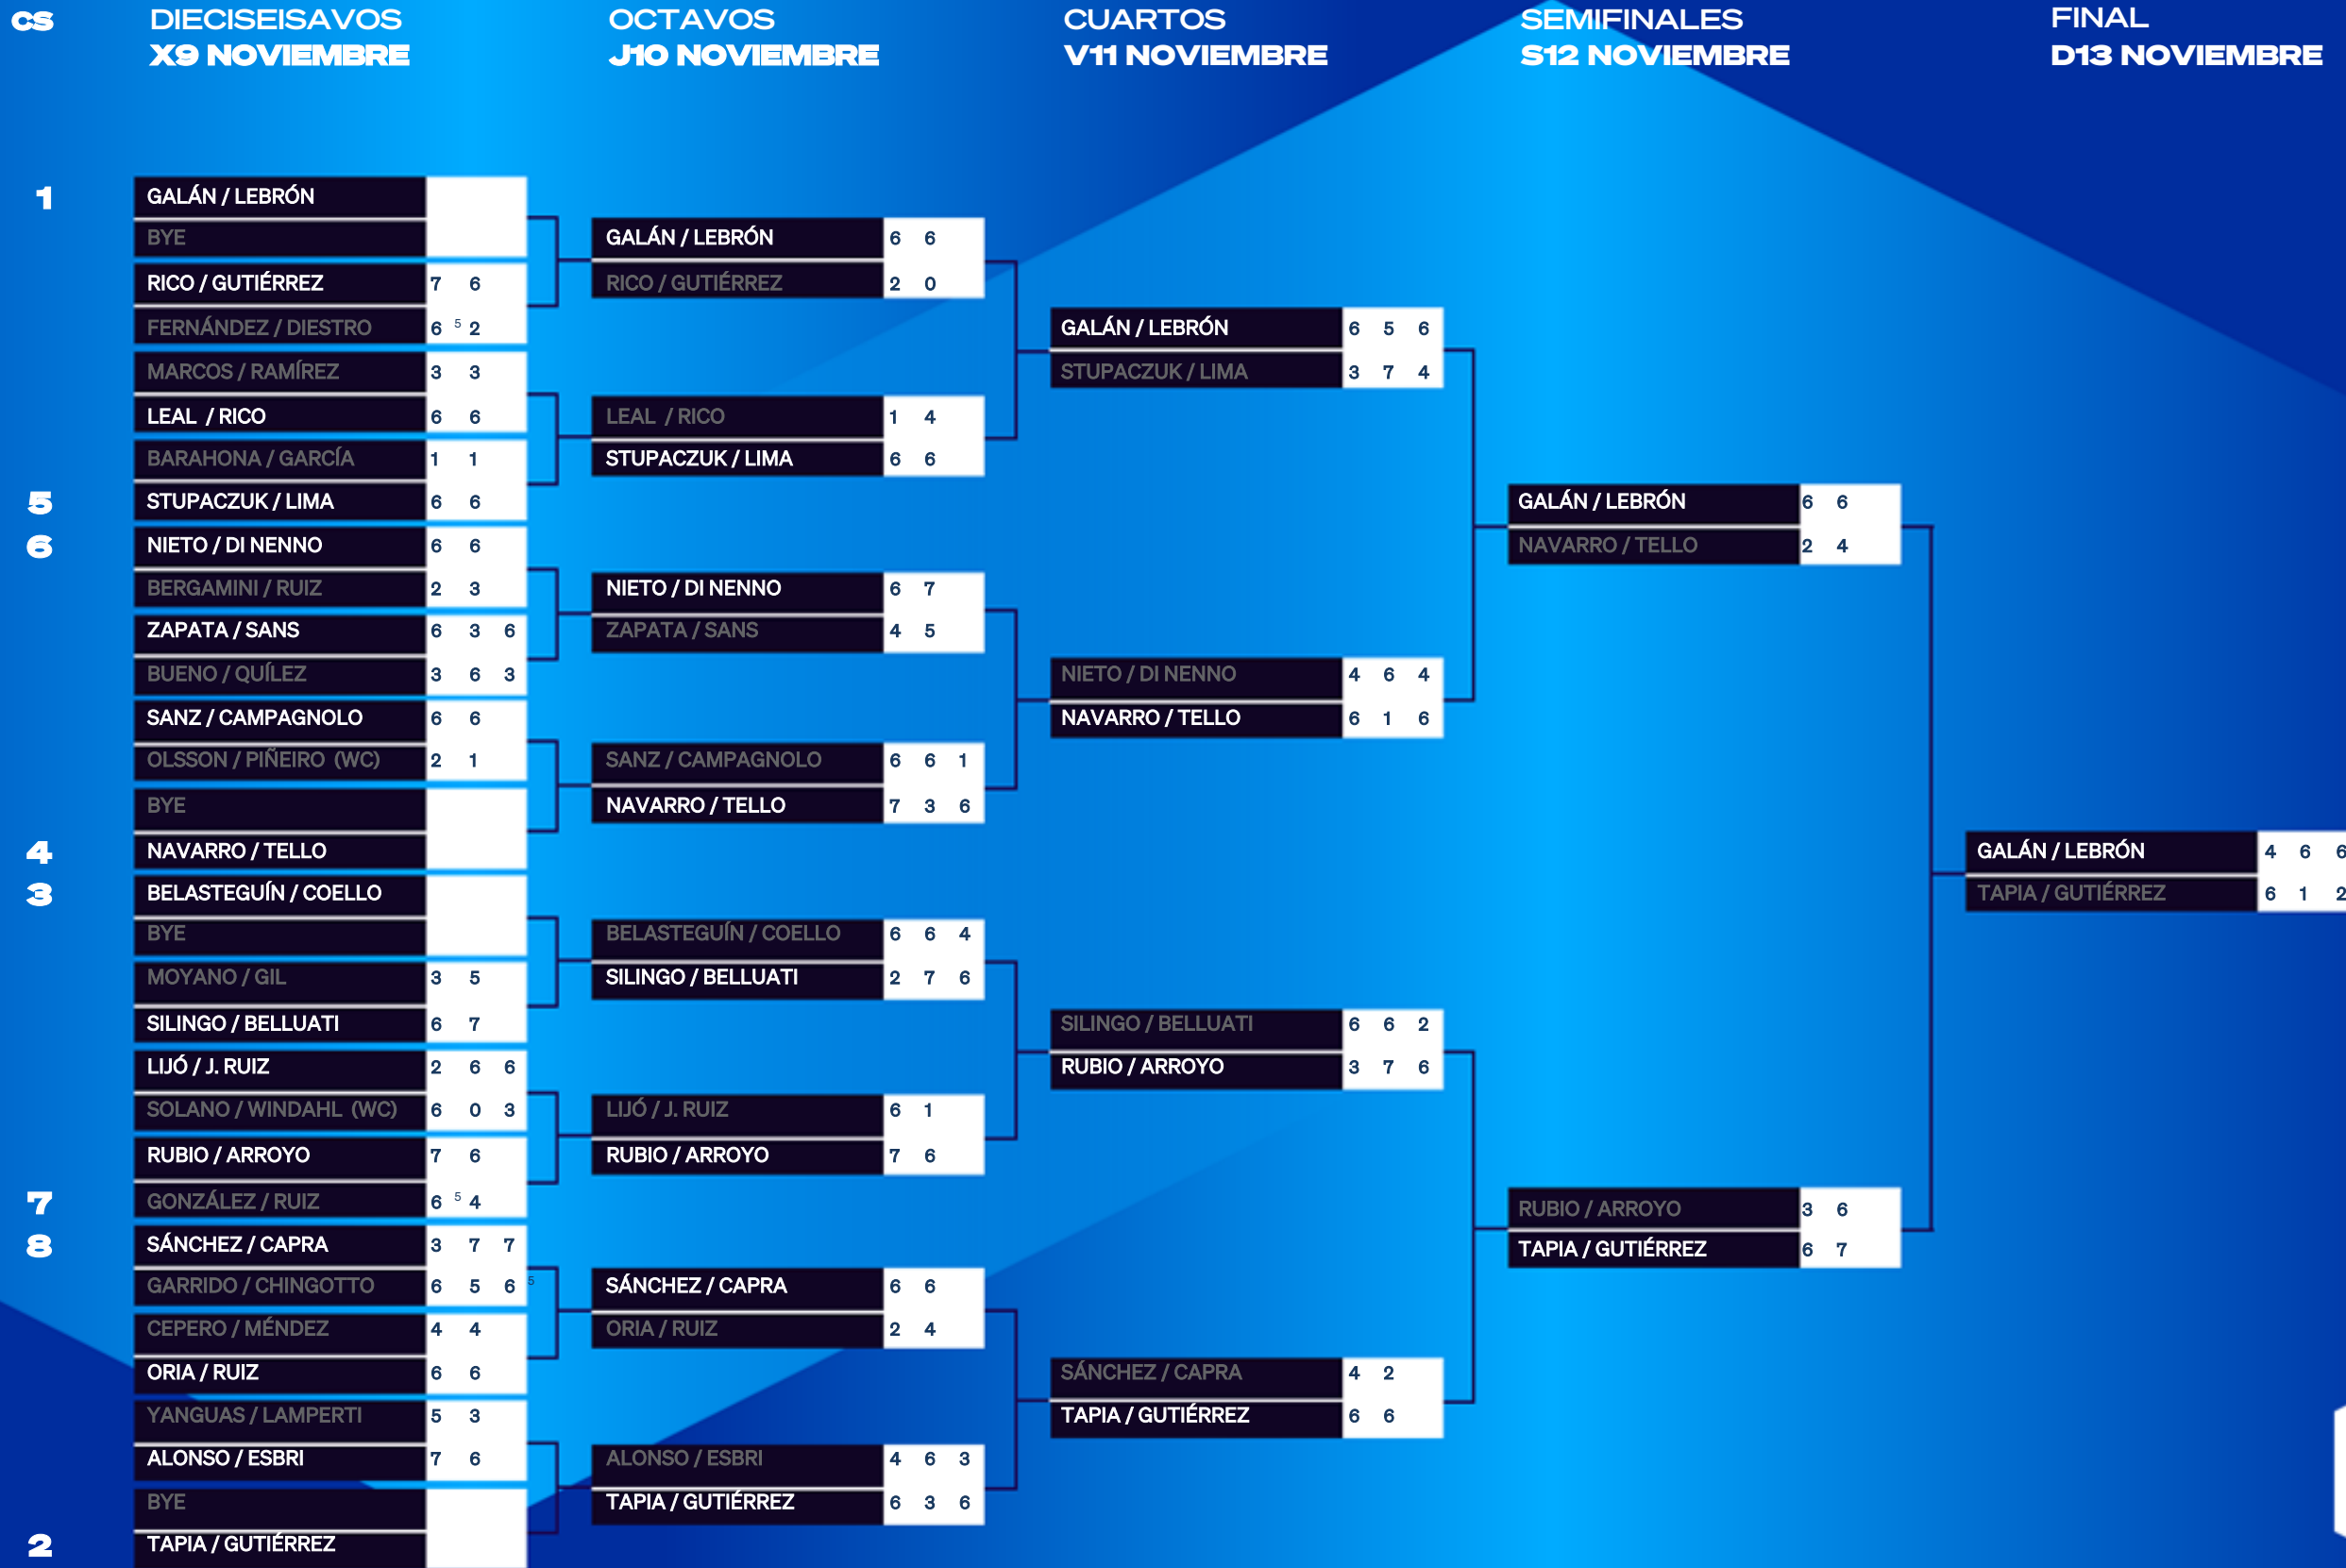 CS DIECISEISAVOS OCTAVOS CUARTOS SEMIFINALES FINAL
X9 NOVIEMBRE J10 NOVIEMBRE V11 NOVIEMBRE S12 NOVIEMBRE D13 NOVIEMBRE
1 GALÁN / LEBRÓN
BYE
RICO / GUTIÉRREZ 7 6
FERNÁNDEZ / DIESTRO 6 5 2
MARCOS / RAMÍREZ 3 3
LEAL / RICO 6 6
BARAHONA / GARCÍA 1 1
5 STUPACZUK / LIMA 6 6
6 NIETO / DI NENNO 6 6
BERGAMINI / RUIZ 2 3
ZAPATA / SANS 6 3 6
BUENO / QUÍLEZ 3 6 3
SANZ / CAMPAGNOLO 6 6
OLSSON / PIÑEIRO (WC) 2 1
BYE
4 NAVARRO / TELLO
3 BELASTEGUÍN / COELLO
BYE
MOYANO / GIL 3 5
SILINGO / BELLUATI 6 7
LIJÓ / J. RUIZ 2 6 6
SOLANO / WINDAHL (WC) 6 0 3
RUBIO / ARROYO 7 6
7 GONZÁLEZ / RUIZ 6 5 4
8 SÁNCHEZ / CAPRA 3 7 7
GARRIDO / CHINGOTTO 6 5 6 5
CEPERO / MÉNDEZ 4 4
ORIA / RUIZ 6 6
YANGUAS / LAMPERTI 5 3
ALONSO / ESBRI 7 6
BYE
2 TAPIA / GUTIÉRREZ
GALÁN / LEBRÓN 6 6
RICO / GUTIÉRREZ 2 0
LEAL / RICO 1 4
STUPACZUK / LIMA 6 6
NIETO / DI NENNO 6 7
ZAPATA / SANS 4 5
SANZ / CAMPAGNOLO 6 6 1
NAVARRO / TELLO 7 3 6
BELASTEGUÍN / COELLO 6 6 4
SILINGO / BELLUATI 2 7 6
LIJÓ / J. RUIZ 6 1
RUBIO / ARROYO 7 6
SÁNCHEZ / CAPRA 6 6
ORIA / RUIZ 2 4
ALONSO / ESBRI 4 6 3
TAPIA / GUTIÉRREZ 6 3 6
GALÁN / LEBRÓN 6 5 6
STUPACZUK / LIMA 3 7 4
NIETO / DI NENNO 4 6 4
NAVARRO / TELLO 6 1 6
SILINGO / BELLUATI 6 6 2
RUBIO / ARROYO 3 7 6
SÁNCHEZ / CAPRA 4 2
TAPIA / GUTIÉRREZ 6 6
GALÁN / LEBRÓN 6 6
NAVARRO / TELLO 2 4
RUBIO / ARROYO 3 6
TAPIA / GUTIÉRREZ 6 7
GALÁN / LEBRÓN 4 6 6
TAPIA / GUTIÉRREZ 6 1 2